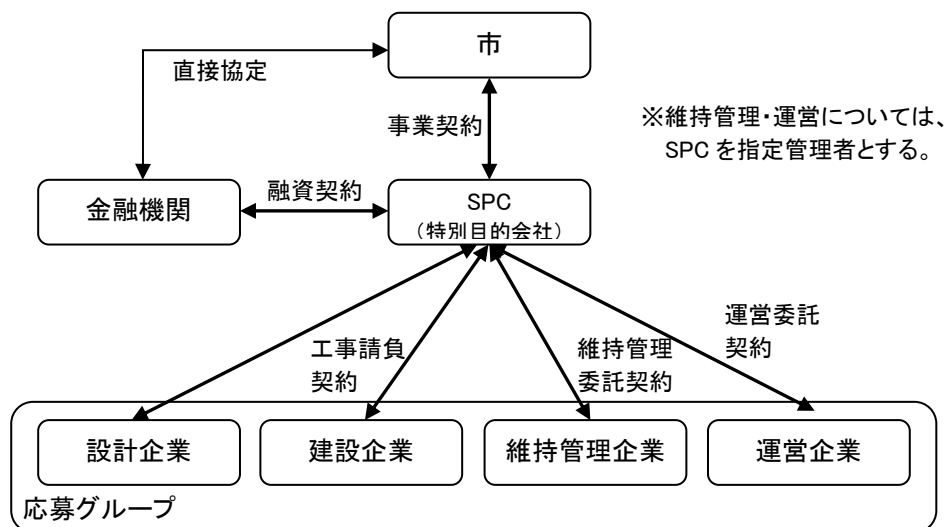 市
直接協定
事業契約
※維持管理・運営については、
SPC を指定管理者とする。
金融機関
融資契約
SPC
（特別目的会社）
工事請負
契約
維持管理
委託契約
運営委託
契約
設計企業
建設企業
維持管理企業
運営企業
応募グループ